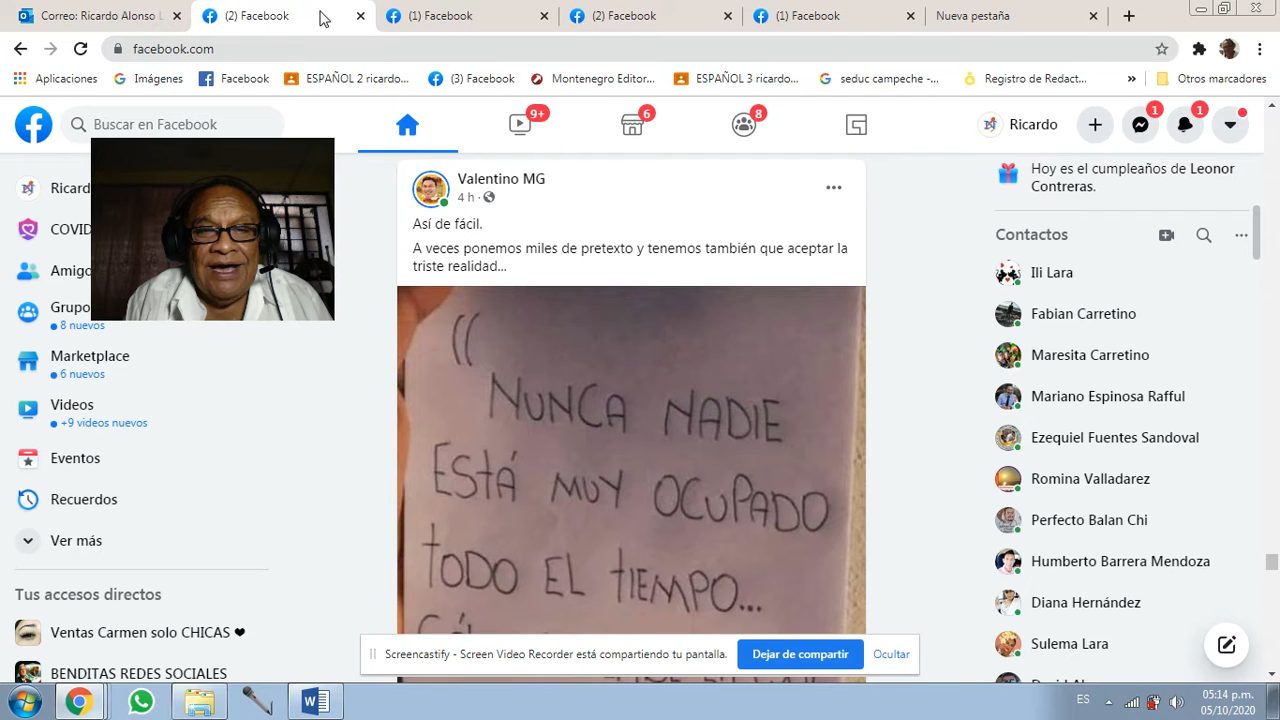 Correo: Ricardo Alonso L
(2) Facebook
(1) Facebook
(2) Facebook
(1) Facebook
Nueva pestaña
facebook.com
Aplicaciones
Imágenes
Facebook
ESPAÑOL 2 ricardo...
(3) Facebook
Montenegro Editor...
ESPAÑOL 3 ricardo...
seduc campeche -...
Registro de Redact...
»
Otros marcadores
Buscar en Facebook
9+
6
8
Ricardo
1
1
Ricard
COVID
Amigo
Grupo
8 nuevos
Marketplace
6 nuevos
Videos
+9 videos nuevos
Eventos
Recuerdos
Ver más
Tus accesos directos
Ventas Carmen solo CHICAS ❤
BENDITAS REDES SOCIALES
Valentino MG
4 h ·
Así de fácil.
A veces ponemos miles de pretexto y tenemos también que aceptar la
triste realidad...
NUNCA NADIE
ESTÁ MUY OCUPADO
TODO EL TIEMPO...
Hoy es el cumpleaños de Leonor
Contreras.
Contactos
Ili Lara
Fabian Carretino
Maresita Carretino
Mariano Espinosa Rafful
Ezequiel Fuentes Sandoval
Romina Valladarez
Perfecto Balan Chi
Humberto Barrera Mendoza
Diana Hernández
Sulema Lara
Screencastify - Screen Video Recorder está compartiendo tu pantalla.
Dejar de compartir
Ocultar
ES
05:14 p.m.
05/10/2020